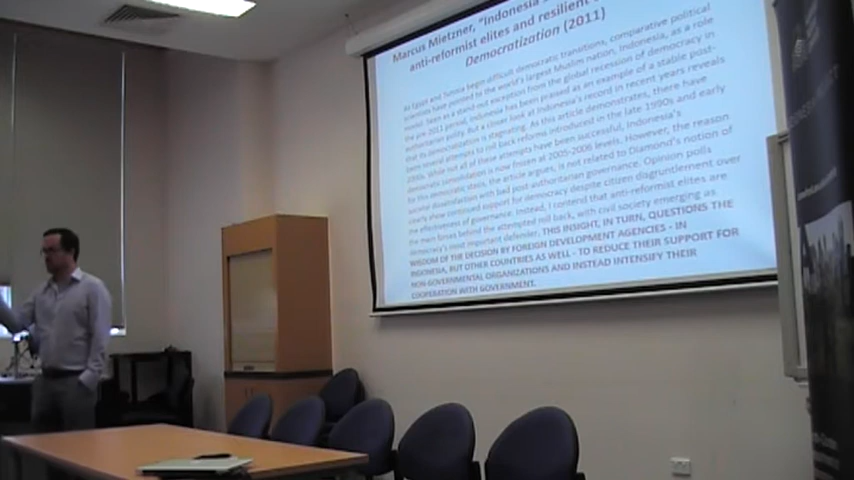 Marcus Mietzner, "Indonesia
anti-reformist elites and resilient
Democratization (2011)
As Egypt and Tunisia begin difficult democratic transitions, comparative political
scientists have pointed to the world's largest Muslim nation, Indonesia, as a role
model. Seen as a stand-out exception from the global recession of democracy in
the pre-2011 period, Indonesia has been praised as an example of a stable post-
authoritarian polity. But a closer look at Indonesia's record in recent years reveals
that its democratization is stagnating. As this article demonstrates, there have
been several attempts to roll back reforms introduced in the late 1990s and early
2000s. While not all of these attempts have been successful, Indonesia's
democratic consolidation is now frozen at 2005-2006 levels. However, the reason
for this democratic stasis, the article argues, is not related to Diamond's notion of
societal dissatisfaction with bad post-authoritarian governance. Opinion polls
clearly show continued support for democracy despite citizen disgruntlement over
the effectiveness of governance. Instead, I contend that anti-reformist elites are
the main forces behind the attempted roll back, with civil society emerging as
democracy's most important defender. THIS INSIGHT, IN TURN, QUESTIONS THE
WISDOM OF THE DECISION BY FOREIGN DEVELOPMENT AGENCIES - IN
INDONESIA, BUT OTHER COUNTRIES AS WELL - TO REDUCE THEIR SUPPORT FOR
NON-GOVERNMENTAL ORGANIZATIONS AND INSTEAD INTENSIFY THEIR
COOPERATION WITH GOVERNMENT.